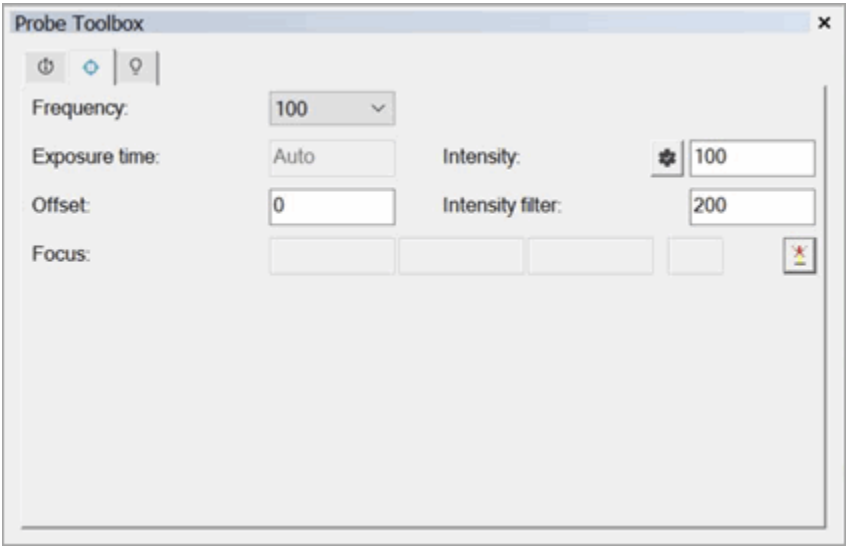 Probe Toolbox
Frequency: 100
Exposure time: Auto Intensity: 100
Offset: 0 Intensity filter: 200
Focus: